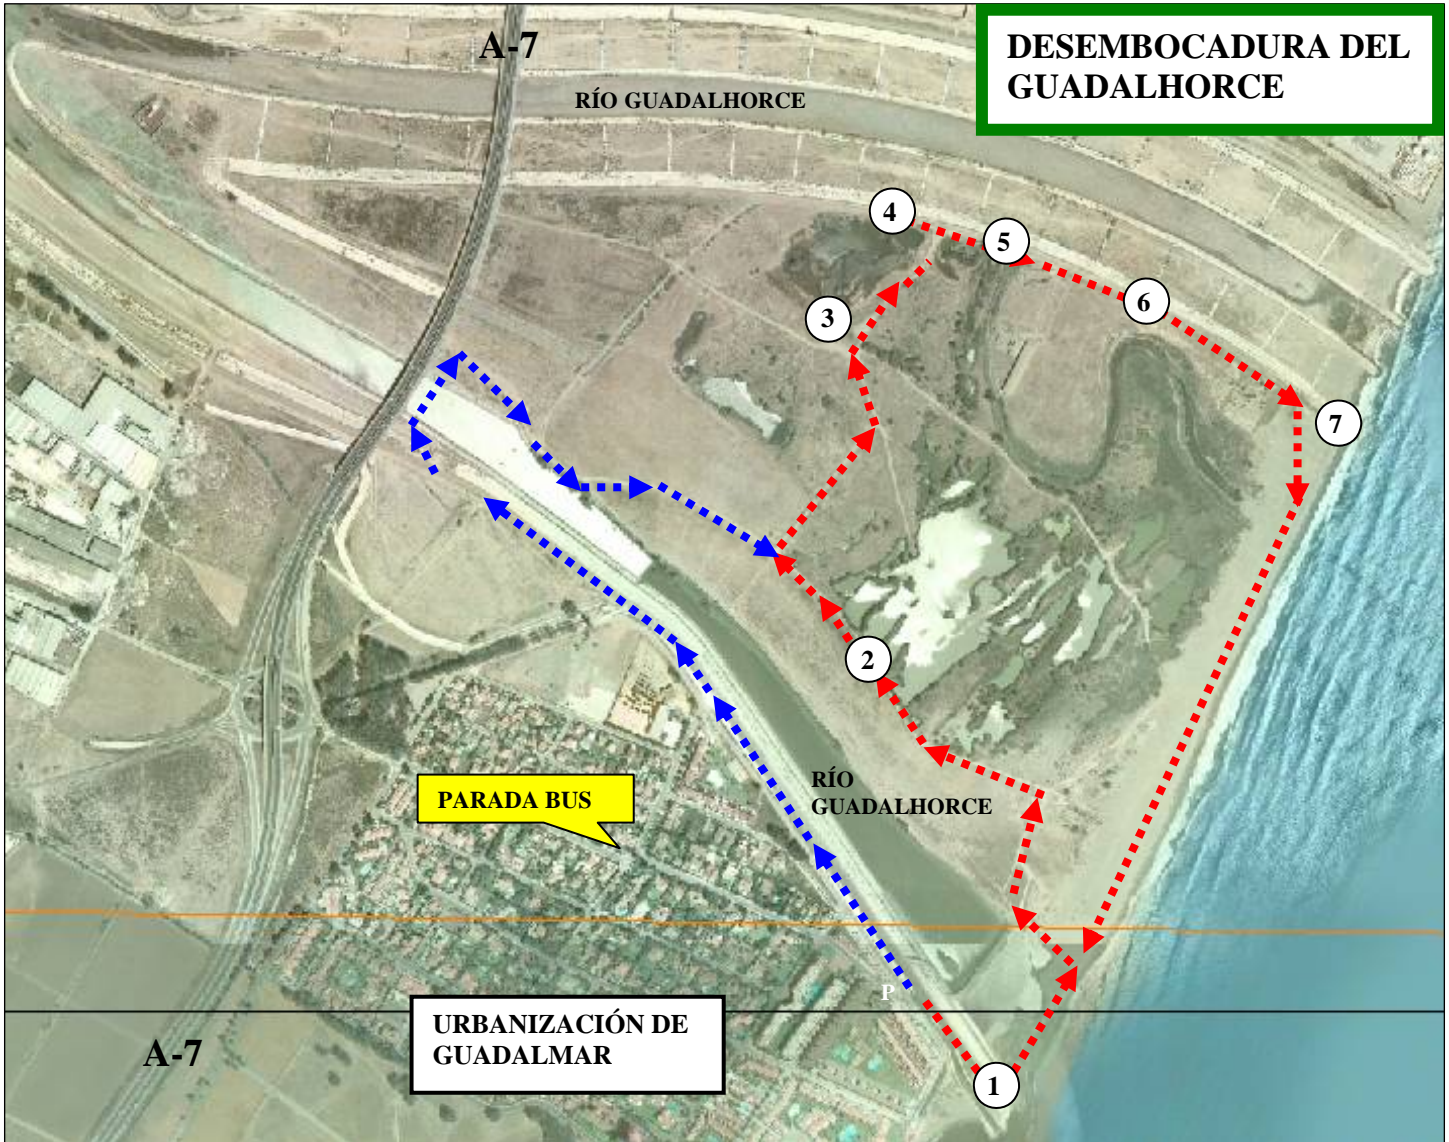 A-7
DESEMBOCADURA DEL
GUADALHORCE
RÍO GUADALHORCE
4
5
6
3
7
2
RÍO
GUADALHORCE
PARADA BUS
P
URBANIZACIÓN DE
GUADALMAR
A-7
1